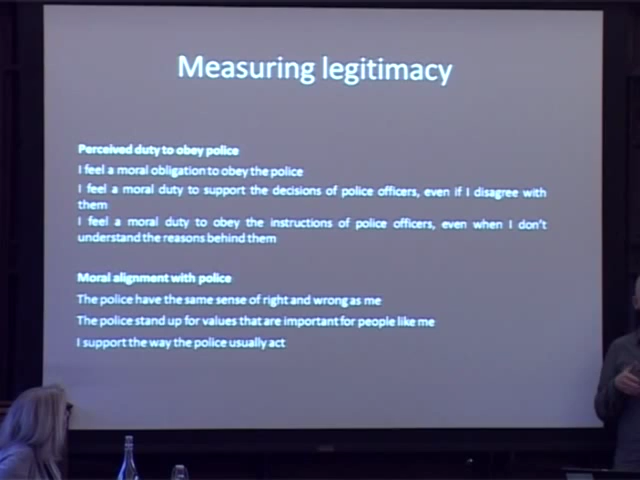 Measuring legitimacy
Perceived duty to obey police
I feel a moral obligation to obey the police
I feel a moral duty to support the decisions of police officers, even if I disagree with
them
I feel a moral duty to obey the instructions of police officers, even when I don't
understand the reasons behind them
Moral alignment with police
The police have the same sense of right and wrong as me
The police stand up for values that are important for people like me
I support the way the police usually act